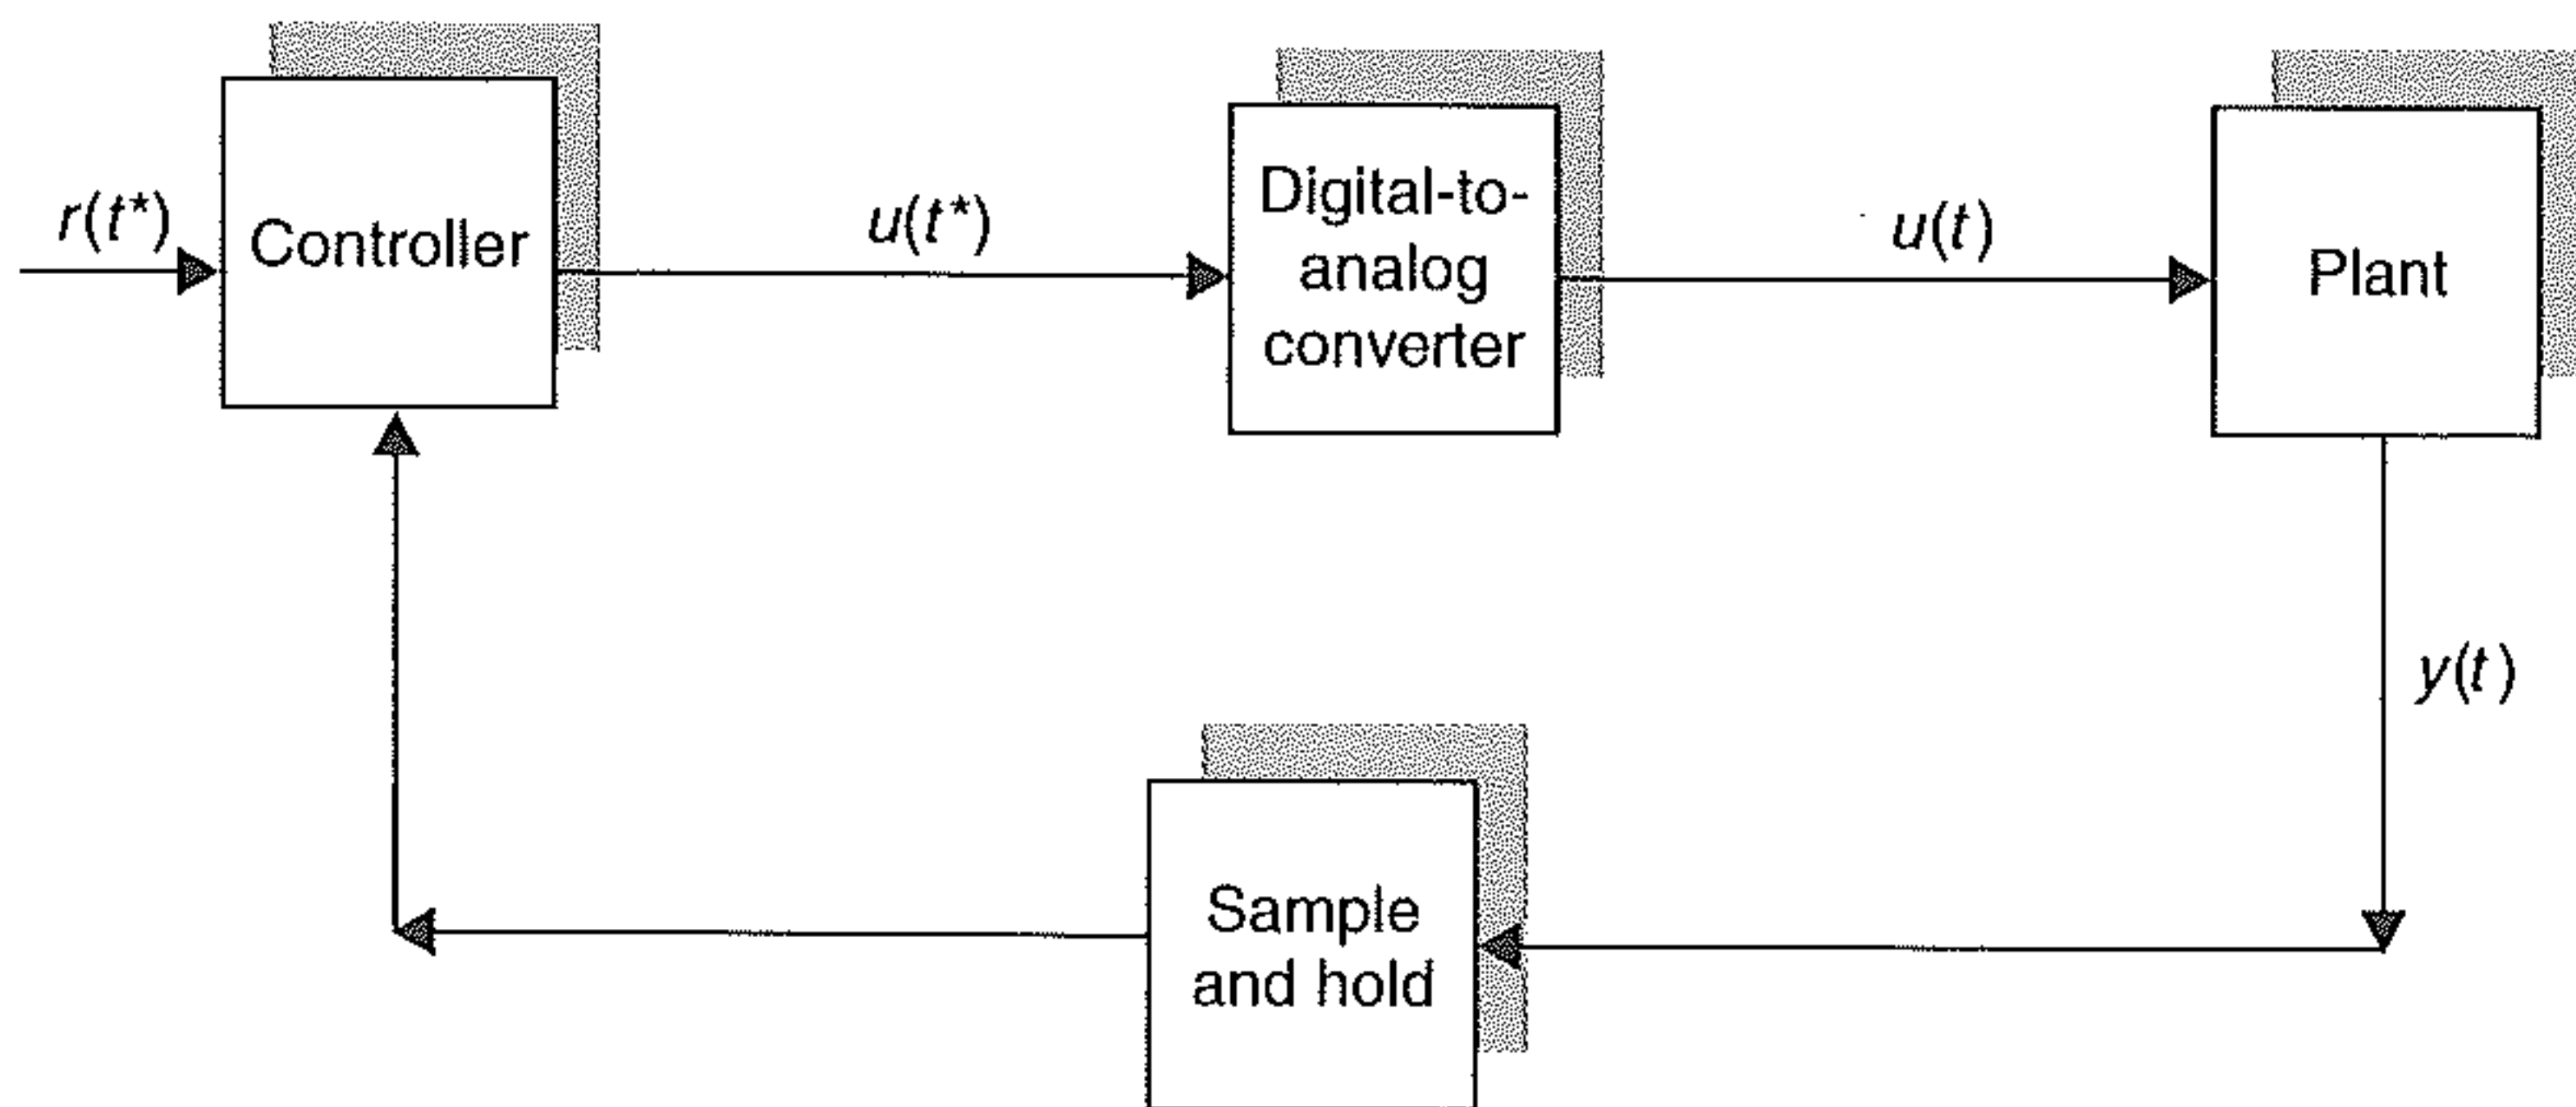 r(t*)
Controller
u(t*)
Digital-to-
analog
converter
u(t)
Plant
y(t)
Sample
and hold